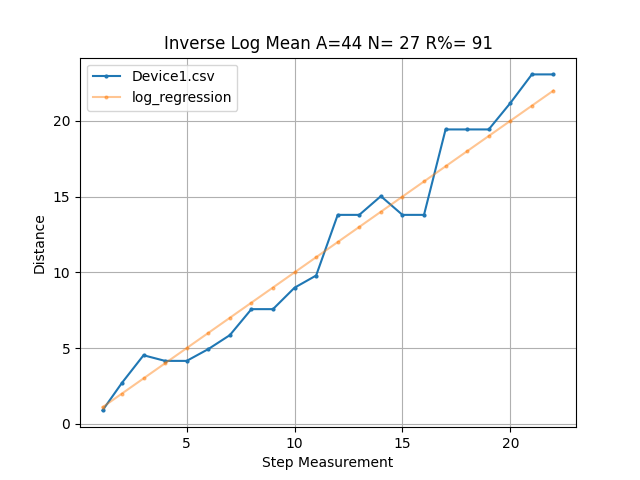 Inverse Log Mean A=44 N= 27 R%= 91
Device1.csv
log_regression
Distance
20
15
10
5
0
5 10 15 20
Step Measurement